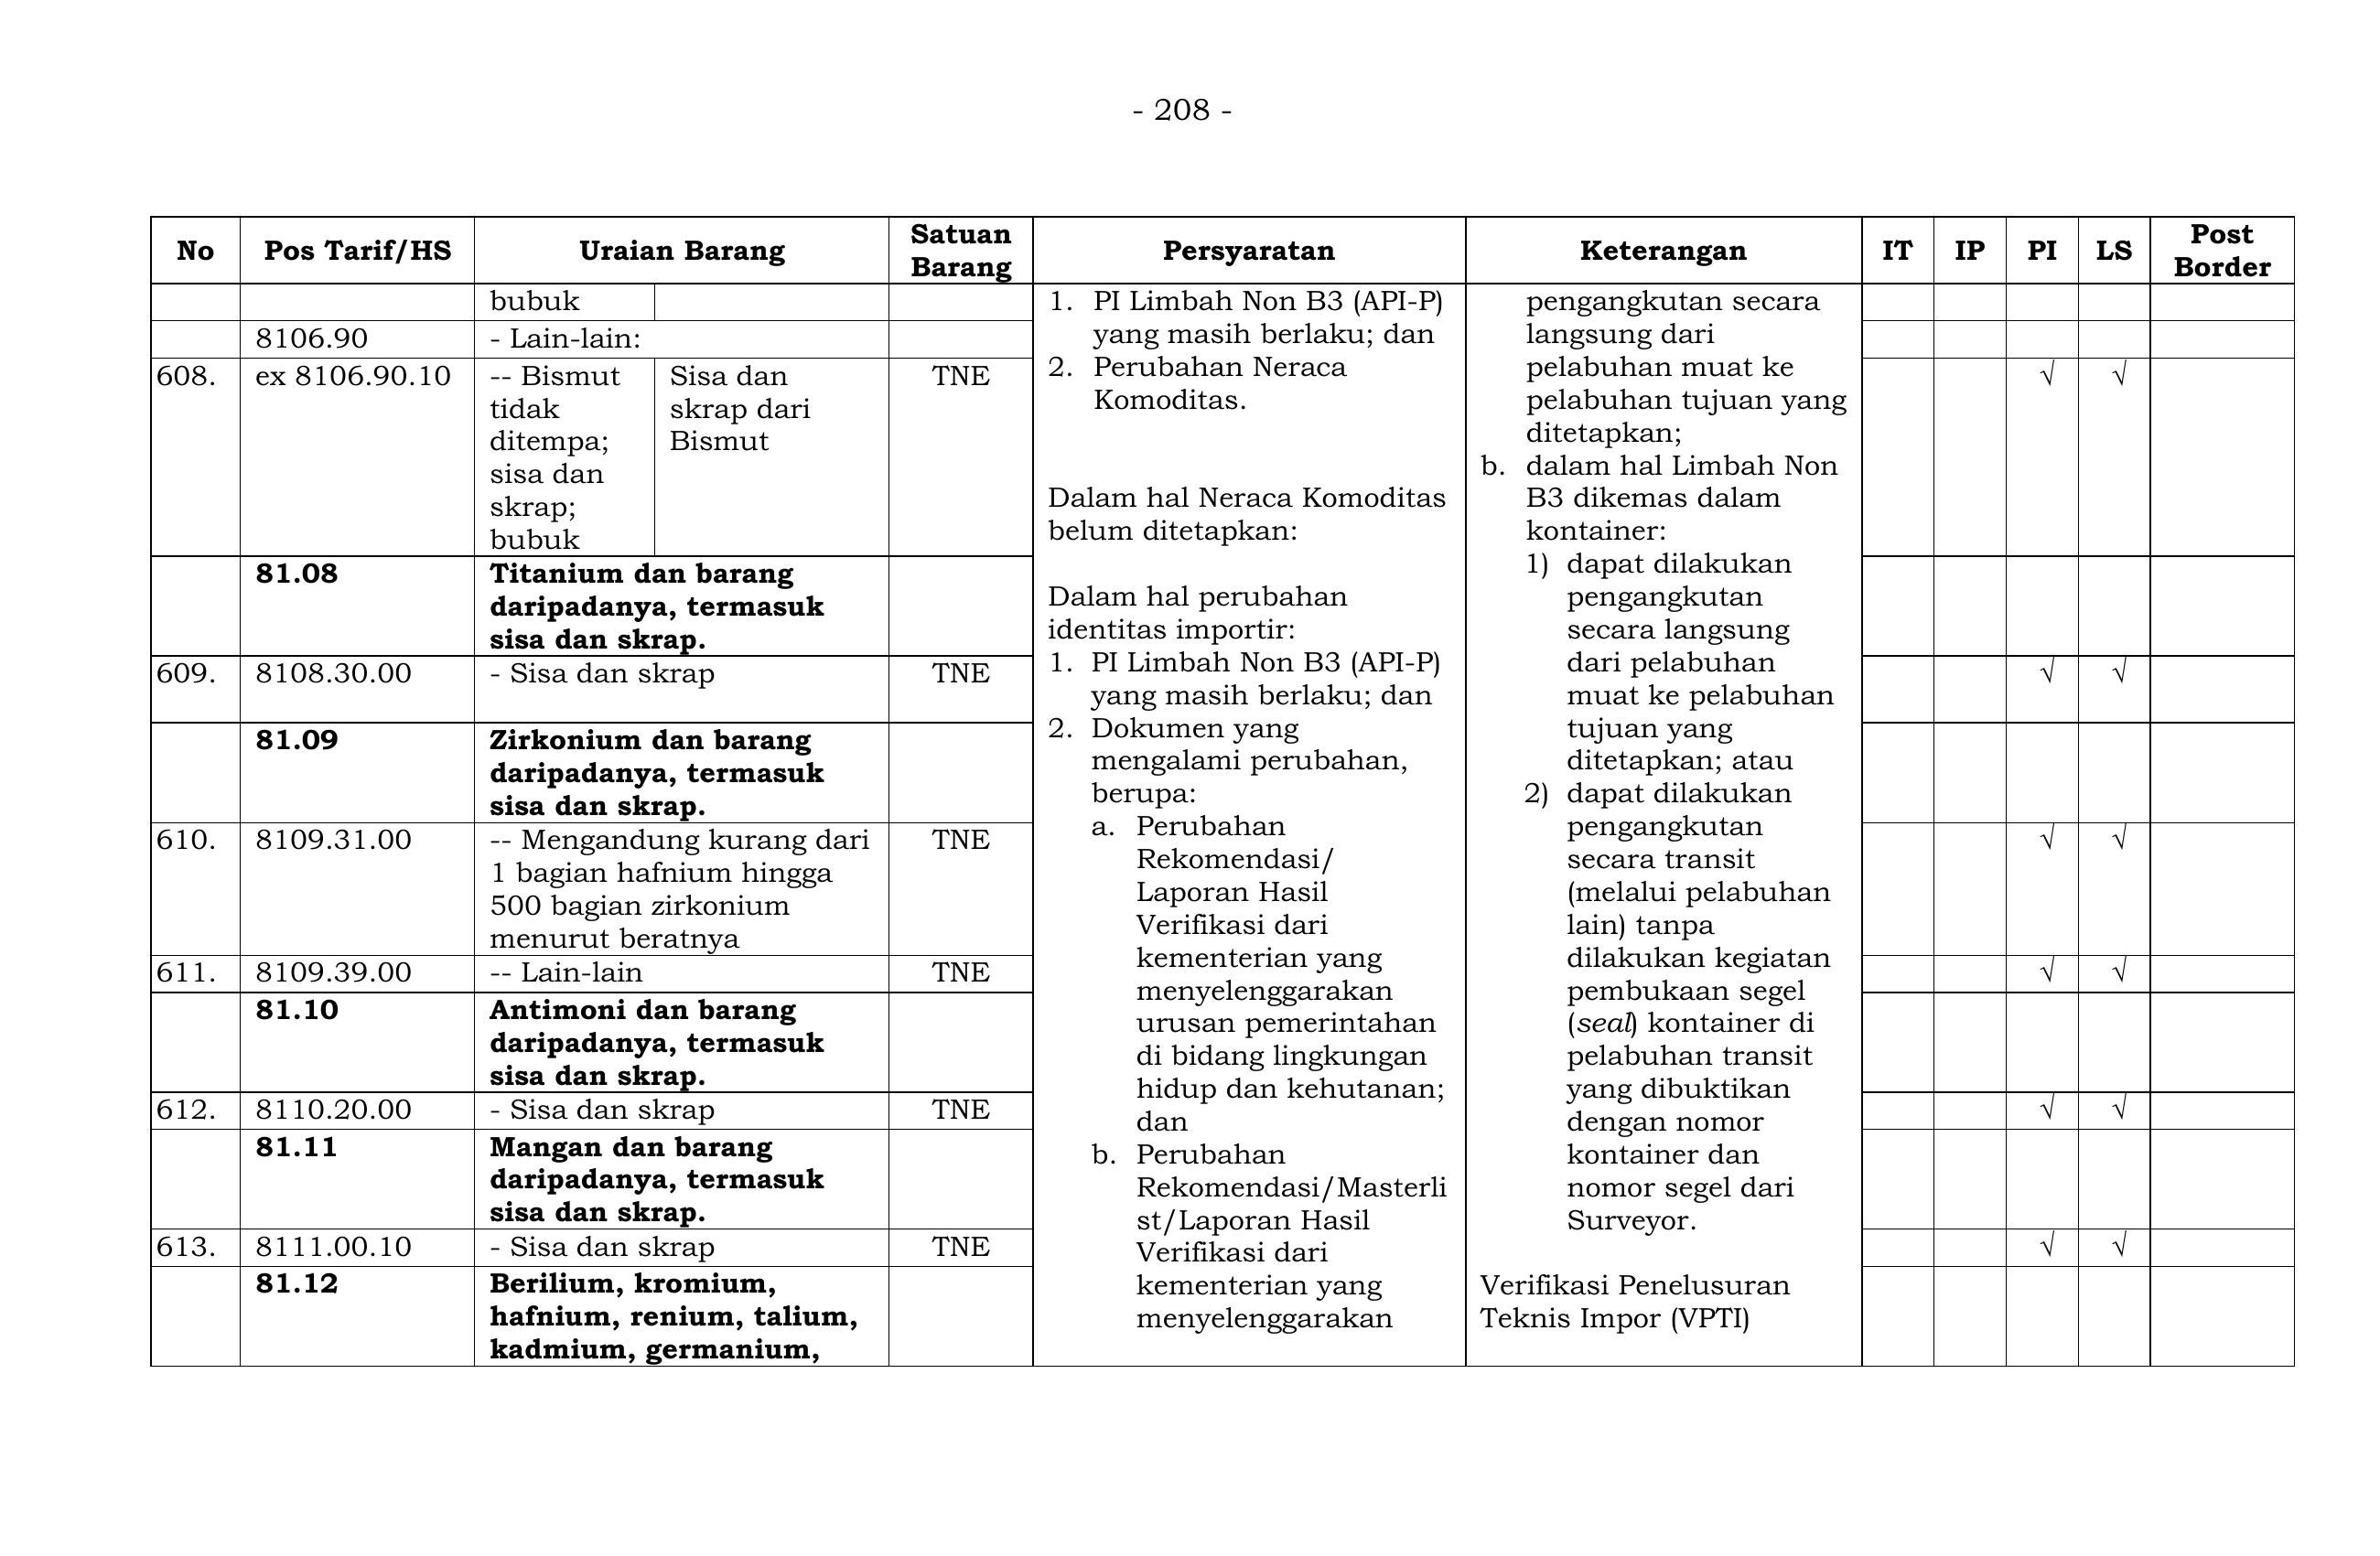 - 208 -
No Pos Tarif/HS Uraian Barang Satuan Barang Persyaratan Keterangan IT IP PI LS Post Border
bubuk
8106.90 - Lain-lain:
608. ex 8106.90.10 -- Bismut Sisa dan TNE √ √
tidak skrap dari
ditempa; Bismut
sisa dan
skrap;
bubuk
81.08 Titanium dan barang
daripadanya, termasuk
sisa dan skrap.
609. 8108.30.00 - Sisa dan skrap TNE √ √
81.09 Zirkonium dan barang
daripadanya, termasuk
sisa dan skrap.
610. 8109.31.00 -- Mengandung kurang dari TNE √ √
1 bagian hafnium hingga
500 bagian zirkonium
menurut beratnya
611. 8109.39.00 -- Lain-lain TNE √ √
81.10 Antimoni dan barang
daripadanya, termasuk
sisa dan skrap.
612. 8110.20.00 - Sisa dan skrap TNE √ √
81.11 Mangan dan barang
daripadanya, termasuk
sisa dan skrap.
613. 8111.00.10 - Sisa dan skrap TNE √ √
81.12 Berilium, kromium,
hafnium, renium, talium,
kadmium, germanium,
1. PI Limbah Non B3 (API-P)
yang masih berlaku; dan
2. Perubahan Neraca
Komoditas.
Dalam hal Neraca Komoditas
belum ditetapkan:
Dalam hal perubahan
identitas importir:
1. PI Limbah Non B3 (API-P)
yang masih berlaku; dan
2. Dokumen yang
mengalami perubahan,
berupa:
a. Perubahan
Rekomendasi/
Laporan Hasil
Verifikasi dari
kementerian yang
menyelenggarakan
urusan pemerintahan
di bidang lingkungan
hidup dan kehutanan;
dan
b. Perubahan
Rekomendasi/Masterli
st/Laporan Hasil
Verifikasi dari
kementerian yang
menyelenggarakan
pengangkutan secara
langsung dari
pelabuhan muat ke
pelabuhan tujuan yang
ditetapkan;
b. dalam hal Limbah Non
B3 dikemas dalam
kontainer:
1) dapat dilakukan
pengangkutan
secara langsung
dari pelabuhan
muat ke pelabuhan
tujuan yang
ditetapkan; atau
2) dapat dilakukan
pengangkutan
secara transit
(melalui pelabuhan
lain) tanpa
dilakukan kegiatan
pembukaan segel
(seal) kontainer di
pelabuhan transit
yang dibuktikan
dengan nomor
kontainer dan
nomor segel dari
Surveyor.
Verifikasi Penelusuran
Teknis Impor (VPTI)